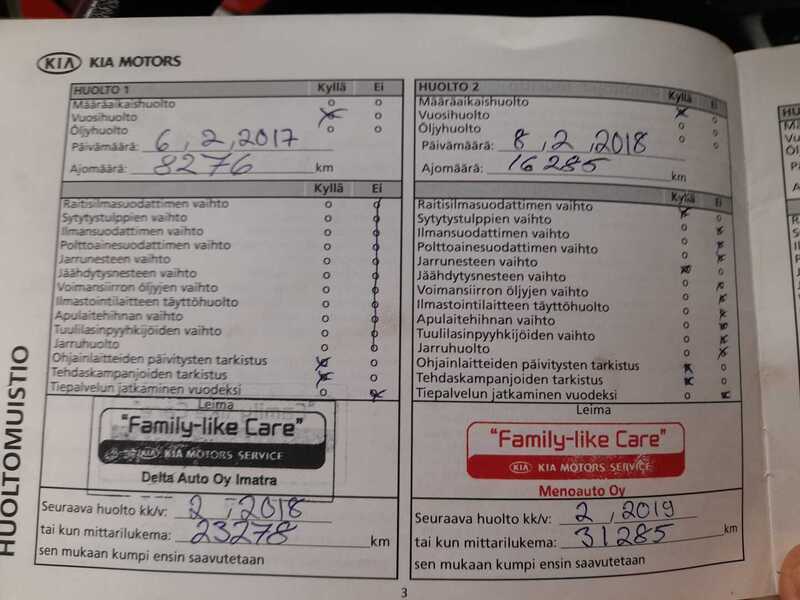 KIA KIA MOTORS
HUOLTO 1 Kyllä Ei
Määräaikaishuolto
Vuosihuolto
Öljyhuolto
Päivämäärä: 6, 2, 2017
Ajomäärä: 8276 km
Kyllä Ei
Raitisilmasuodattimen vaihto
Sytytystulppien vaihto
Ilmansuodattimen vaihto
Polttoainesuodattimen vaihto
Jarrunesteen vaihto
Jäähdytysnesteen vaihto
Voimansiirron öljyjen vaihto
Ilmastointilaitteen täyttöhuolto
Apulaitehihnan vaihto
Tuulilasinpyyhkijöiden vaihto
Jarruhuolto
Ohjainlaitteiden päivitysten tarkistus
Tehdaskampanjoiden tarkistus
Tiepalvelun jatkaminen vuodeksi
Leima
"Family-like Care"
KIA MOTORS SERVICE
Delta Auto Oy Imatra
Seuraava huolto kk/v: 2, 2018
tai kun mittarilukema: 23278 km
sen mukaan kumpi ensin saavutetaan
HUOLTO 2 Kyllä Ei
Määräaikaishuolto
Vuosihuolto
Öljyhuolto
Päivämäärä: 8, 2, 2018
Ajomäärä: 16285 km
Kyllä Ei
Raitisilmasuodattimen vaihto
Sytytystulppien vaihto
Ilmansuodattimen vaihto
Polttoainesuodattimen vaihto
Jarrunesteen vaihto
Jäähdytysnesteen vaihto
Voimansiirron öljyjen vaihto
Ilmastointilaitteen täyttöhuolto
Apulaitehihnan vaihto
Tuulilasinpyyhkijöiden vaihto
Jarruhuolto
Ohjainlaitteiden päivitysten tarkistus
Tehdaskampanjoiden tarkistus
Tiepalvelun jatkaminen vuodeksi
Leima
"Family-like Care"
KIA KIA MOTORS SERVICE
Menoauto Oy
Seuraava huolto kk/v: 2, 2019
tai kun mittarilukema: 31285 km
sen mukaan kumpi ensin saavutetaan
HUOLTOMUISTIO
3